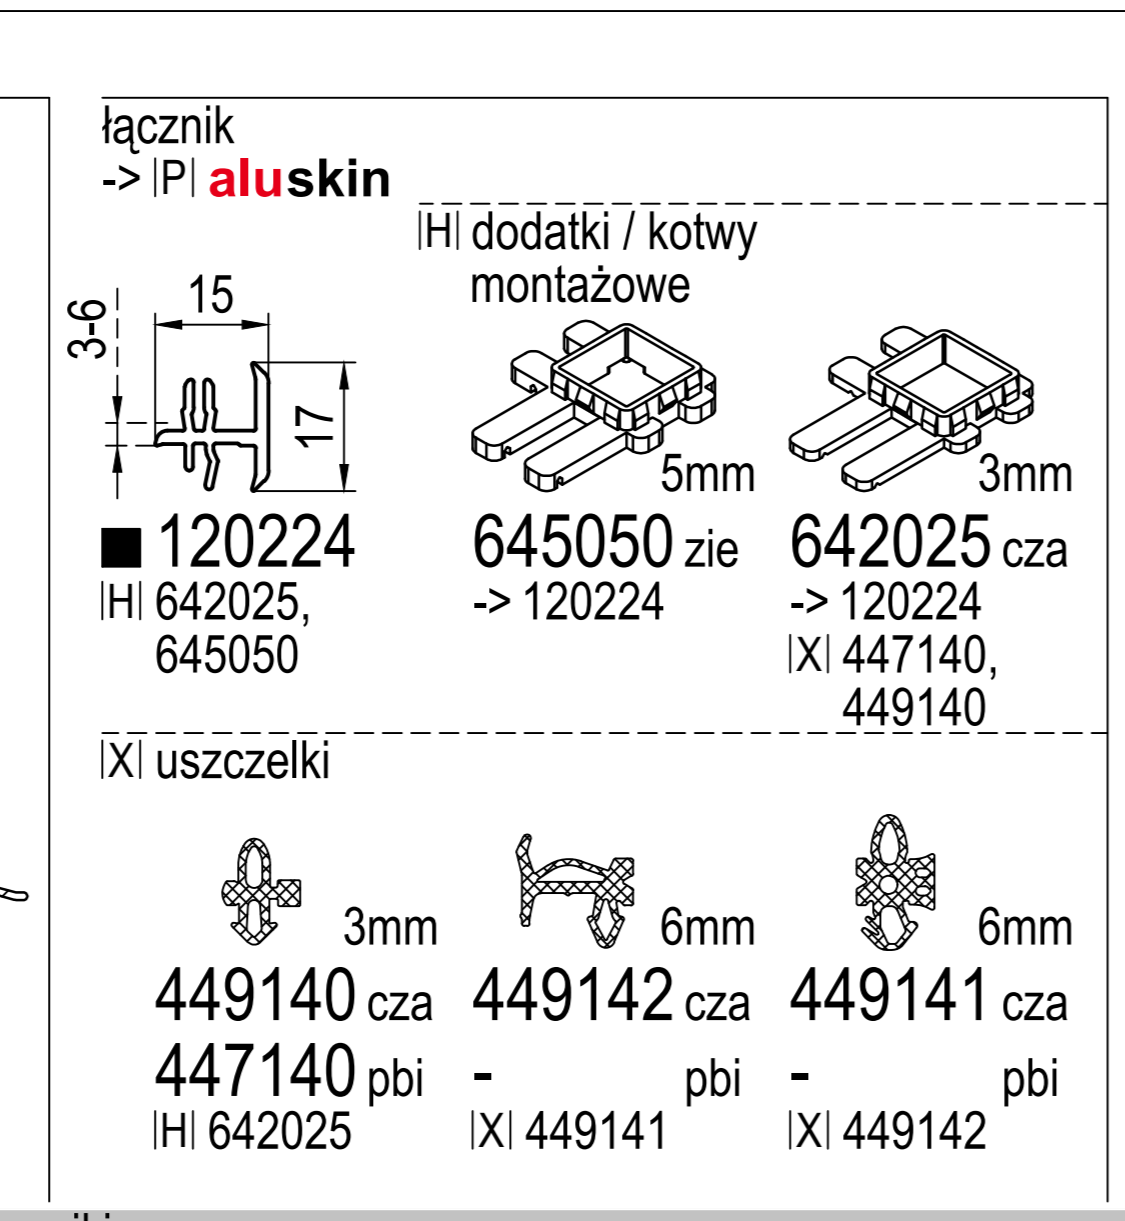 łącznik
-> |P| aluskin
|H| dodatki / kotwy
montażowe
3-6
15
17
5mm
3mm
■ 120224
645050 zie
642025 cza
|H| 642025,
645050
-> 120224
-> 120224
|X| 447140,
449140
|X| uszczelki
3mm
6mm
6mm
449140 cza
449142 cza
449141 cza
447140 pbi
- pbi
- pbi
|H| 642025
|X| 449141
|X| 449142